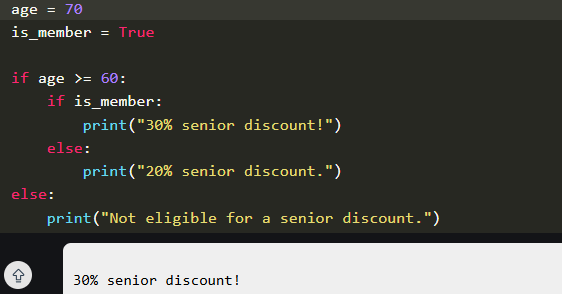 age = 70
is_member = True

if age >= 60:
    if is_member:
        print("30% senior discount!")
    else:
        print("20% senior discount.")
else:
    print("Not eligible for a senior discount.")
30% senior discount!